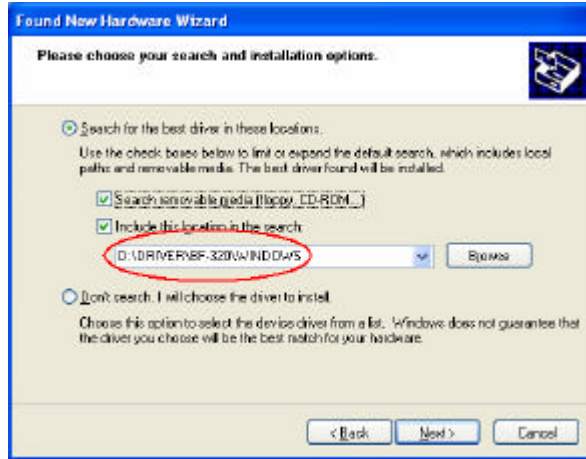 Found New Hardware Wizard
Please choose your search and installation options.
Search for the best driver in these locations.
Use the check boxes below to limit or expand the default search, which includes local
paths and removable media. The best driver found will be installed.
Search removable media (floppy, CD-ROM...)
Include this location in the search:
D:\DRIVER\BF-320\WINDOWS
Browse
Don't search. I will choose the driver to install.
Choose this option to select the device driver from a list. Windows does not guarantee that
the driver you choose will be the best match for your hardware.
< Back Next > Cancel